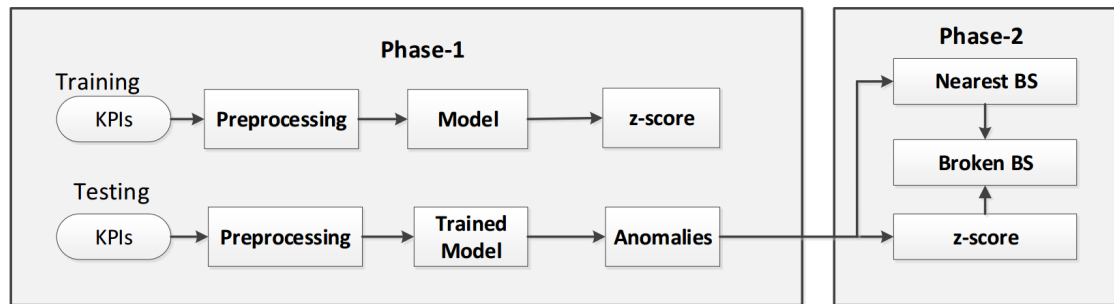 Phase-1
Training
KPIs
Preprocessing
Model
z-score
Testing
KPIs
Preprocessing
Trained
Model
Anomalies
Phase-2
Nearest BS
Broken BS
z-score